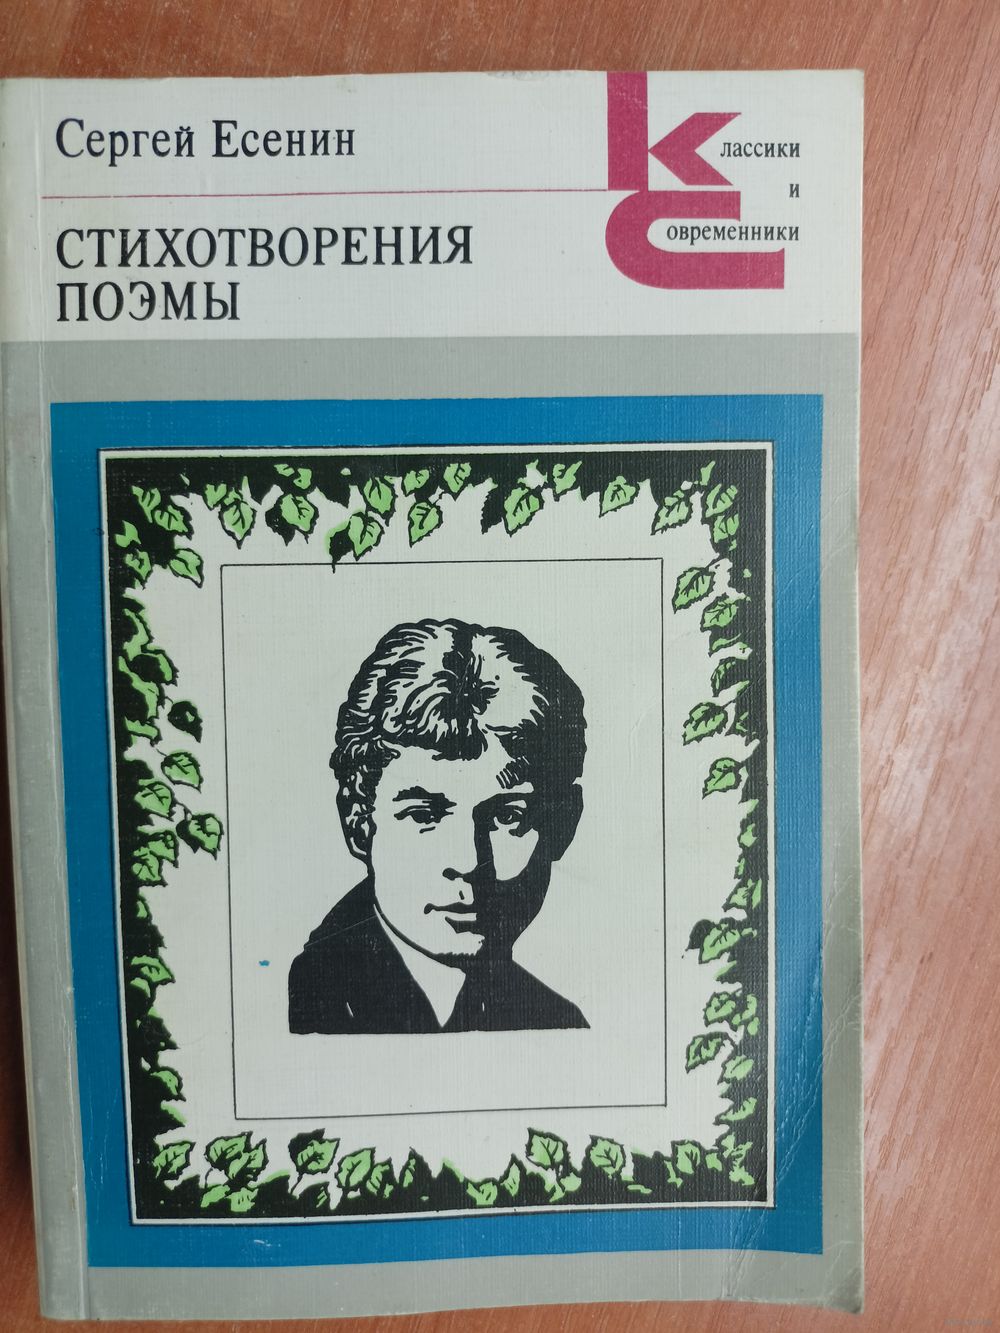 Сергей Есенин
СТИХОТВОРЕНИЯ
ПОЭМЫ
Классики
и
Современники